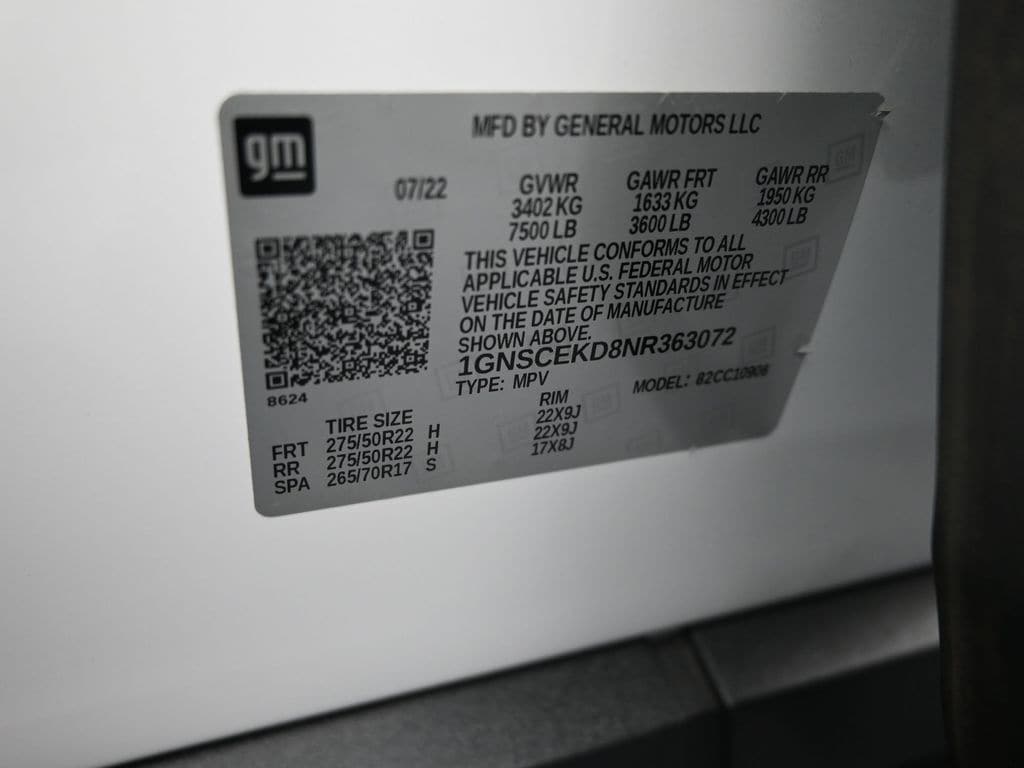 gm
MFD BY GENERAL MOTORS LLC
07/22
GVWR GAWR FRT GAWR RR
3402 KG 1633 KG 1950 KG
7500 LB 3600 LB 4300 LB
THIS VEHICLE CONFORMS TO ALL
APPLICABLE U.S. FEDERAL MOTOR
VEHICLE SAFETY STANDARDS IN EFFECT
ON THE DATE OF MANUFACTURE
SHOWN ABOVE.
1GNSCEKD8NR363072
TYPE: MPV MODEL: 82CC10906
8624
TIRE SIZE RIM
FRT 275/50R22 H 22X9J
RR 275/50R22 H 22X9J
SPA 265/70R17 S 17X8J